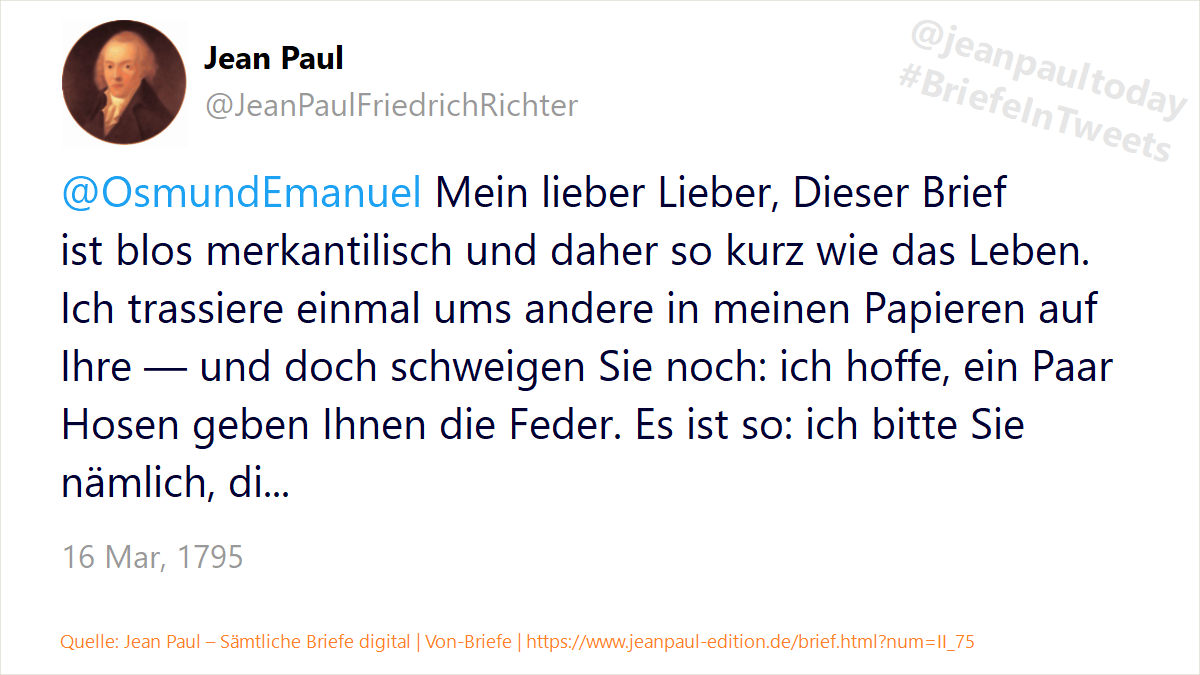 Jean Paul
@JeanPaulFriedrichRichter
@jeanpaultoday
#BriefeInTweets
@OsmundEmanuel Mein lieber Lieber, Dieser Brief
ist blos merkantilisch und daher so kurz wie das Leben.
Ich trassiere einmal ums andere in meinen Papieren auf
Ihre — und doch schweigen Sie noch: ich hoffe, ein Paar
Hosen geben Ihnen die Feder. Es ist so: ich bitte Sie
nämlich, di...
16 Mar, 1795
Quelle: Jean Paul – Sämtliche Briefe digital | Von-Briefe | https://www.jeanpaul-edition.de/brief.html?num=II_75